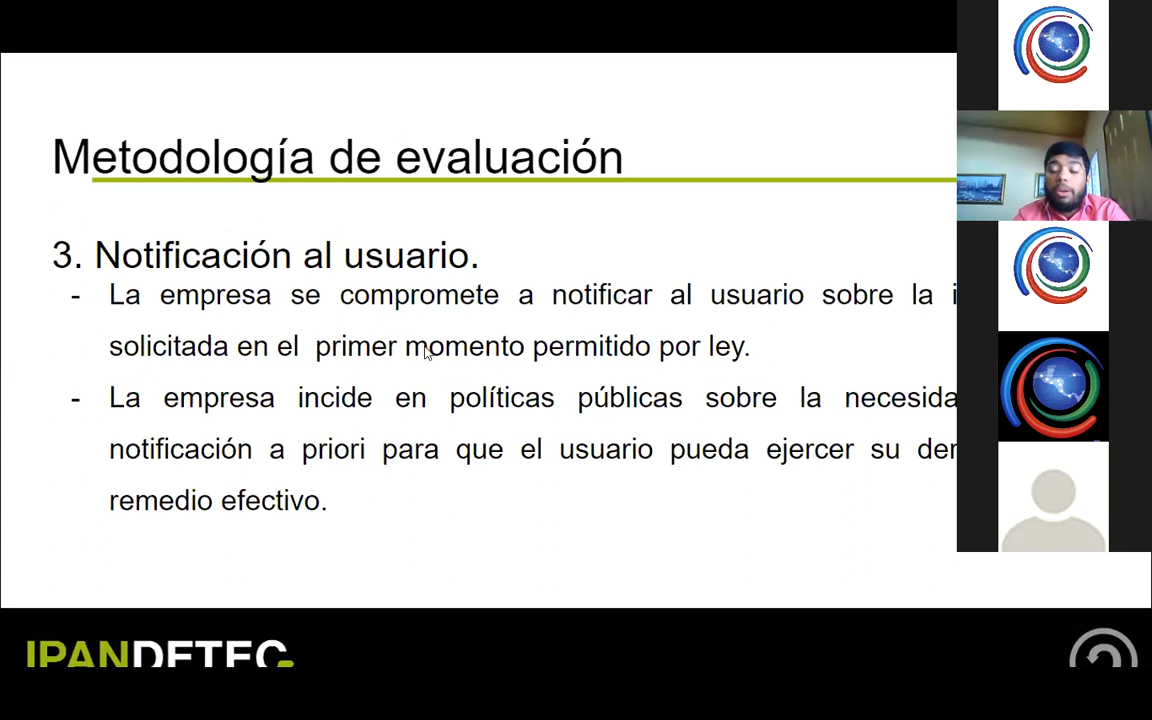 Metodología de evaluación
3. Notificación al usuario.
- La empresa se compromete a notificar al usuario sobre la
solicitada en el primer momento permitido por ley.
- La empresa incide en políticas públicas sobre la
notificación a priori para que el usuario pueda ejercer su
remedio efectivo.
IPANDETEC